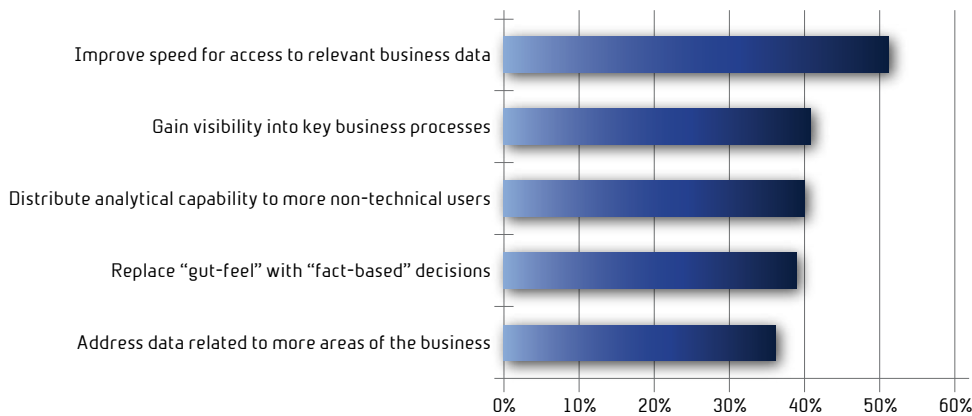 Improve speed for access to relevant business data
Gain visibility into key business processes
Distribute analytical capability to more non-technical users
Replace “gut-feel” with “fact-based” decisions
Address data related to more areas of the business
0% 10% 20% 30% 40% 50% 60%